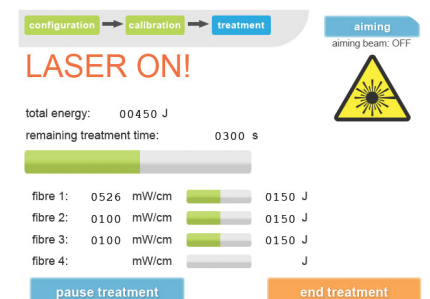 configuration calibration treatment
aiming
aiming beam: OFF
LASER ON!
total energy: 00450 J
remaining treatment time: 0300 s
fibre 1: 0526 mW/cm 0150 J
fibre 2: 0100 mW/cm 0150 J
fibre 3: 0100 mW/cm 0150 J
fibre 4: mW/cm J
pause treatment end treatment